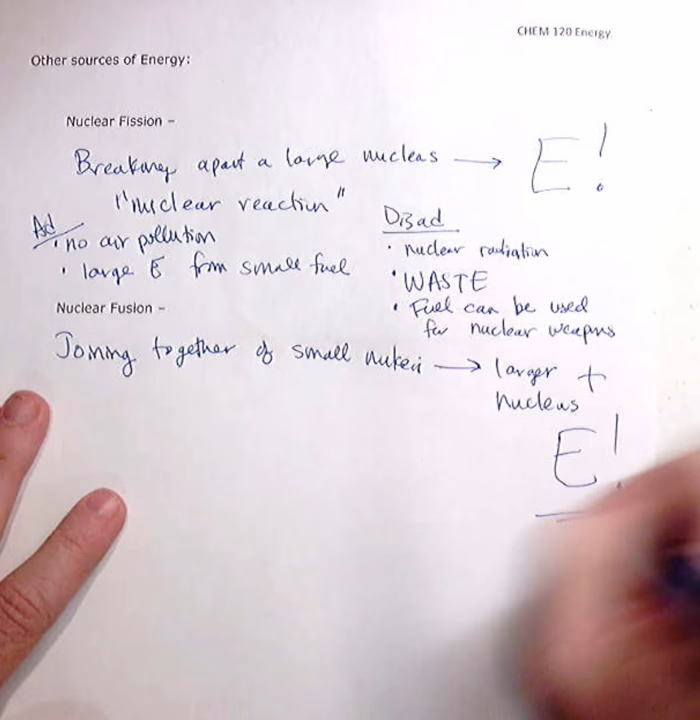 CHEM 120 Energy
Other sources of Energy:
Nuclear Fission –
Breaking apart a large nucleus → E!
"nuclear reaction"
Ad
• no air pollution
• large E from small fuel
Disad
• nuclear radiation
• WASTE
• Fuel can be used
for nuclear weapons
Nuclear Fusion –
Joining together of small nuclei → larger +
nucleus
E!